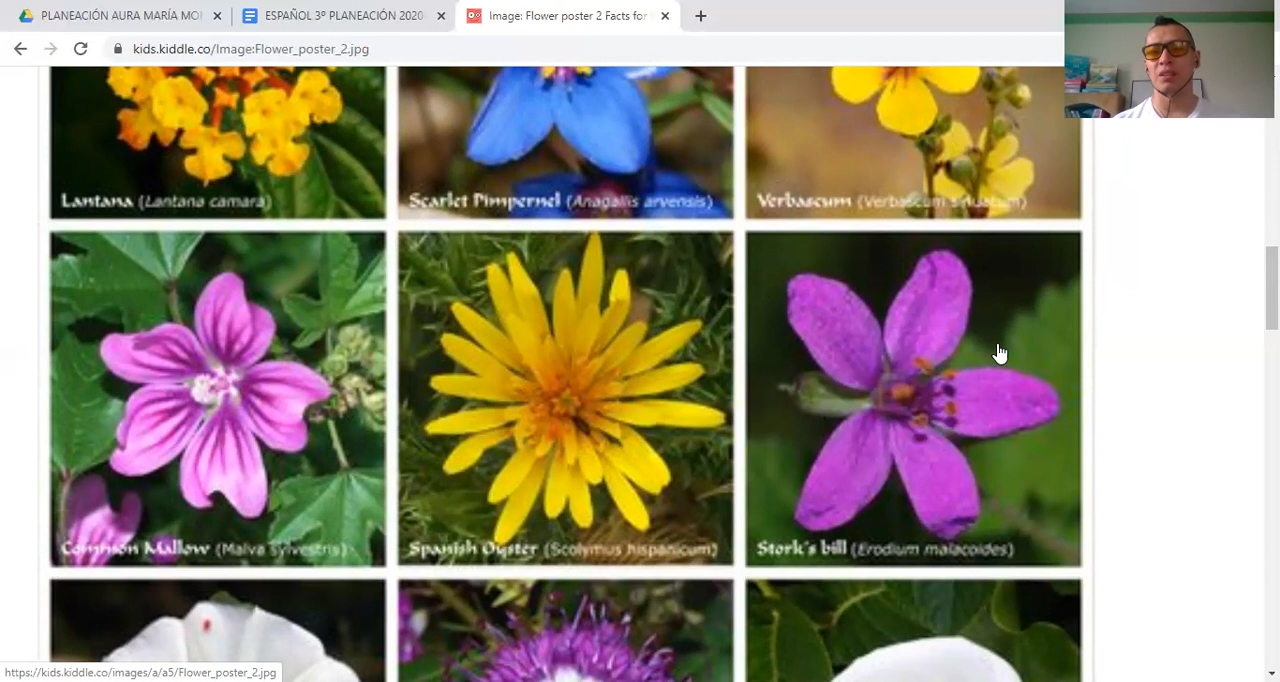 PLANEACIÓN AURA MARÍA MO
ESPAÑOL 3º PLANEACIÓN 2020
Image: Flower poster 2 Facts for
kids.kiddle.co/Image:Flower_poster_2.jpg
Lantana (Lantana camara)
Scarlet Pimpernel (Anagallis arvensis)
Verbascum (Verbascum sinuatum)
Common Mallow (Malva sylvestris)
Spanish Oyster (Scolymus hispanicum)
Stork's bill (Erodium malacoides)
https://kids.kiddle.co/images/a/a5/Flower_poster_2.jpg